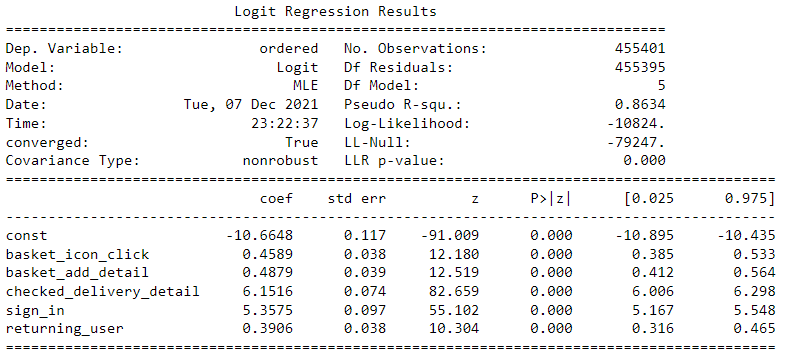 Logit Regression Results
==============================================================================
Dep. Variable: ordered No. Observations: 455401
Model: Logit Df Residuals: 455395
Method: MLE Df Model: 5
Date: Tue, 07 Dec 2021 Pseudo R-squ.: 0.8634
Time: 23:22:37 Log-Likelihood: -10824.
converged: True LL-Null: -79247.
Covariance Type: nonrobust LLR p-value: 0.000
===========================================================================================
coef std err z P>|z| [0.025 0.975]
-------------------------------------------------------------------------------------------
const -10.6648 0.117 -91.009 0.000 -10.895 -10.435
basket_icon_click 0.4589 0.038 12.180 0.000 0.385 0.533
basket_add_detail 0.4879 0.039 12.519 0.000 0.412 0.564
checked_delivery_detail 6.1516 0.074 82.659 0.000 6.006 6.298
sign_in 5.3575 0.097 55.102 0.000 5.167 5.548
returning_user 0.3906 0.038 10.304 0.000 0.316 0.465
===========================================================================================